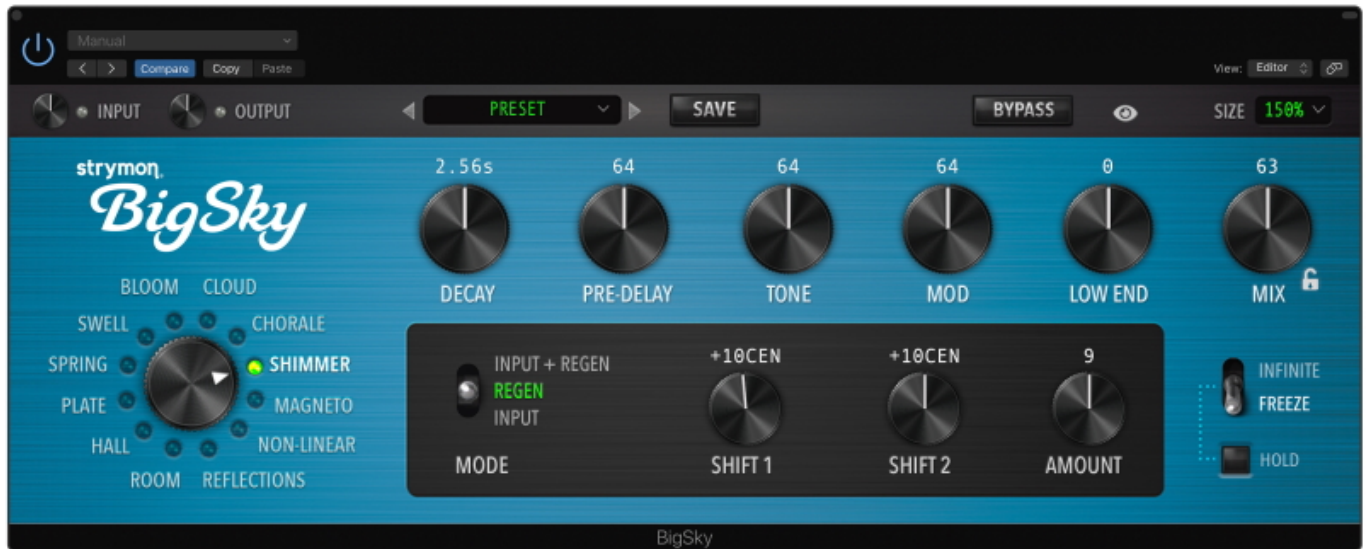 Manual
Compare Copy Paste
View: Editor
INPUT OUTPUT PRESET SAVE BYPASS SIZE 150%
strymon
BigSky
2.56s 64 64 64 0 63
DECAY PRE-DELAY TONE MOD LOW END MIX
BLOOM CLOUD
SWELL CHORALE
SPRING SHIMMER
PLATE MAGNETO
HALL NON-LINEAR
ROOM REFLECTIONS
INPUT + REGEN
REGEN
INPUT
MODE
+10CEN +10CEN 9
SHIFT 1 SHIFT 2 AMOUNT
INFINITE
FREEZE
HOLD
BigSky